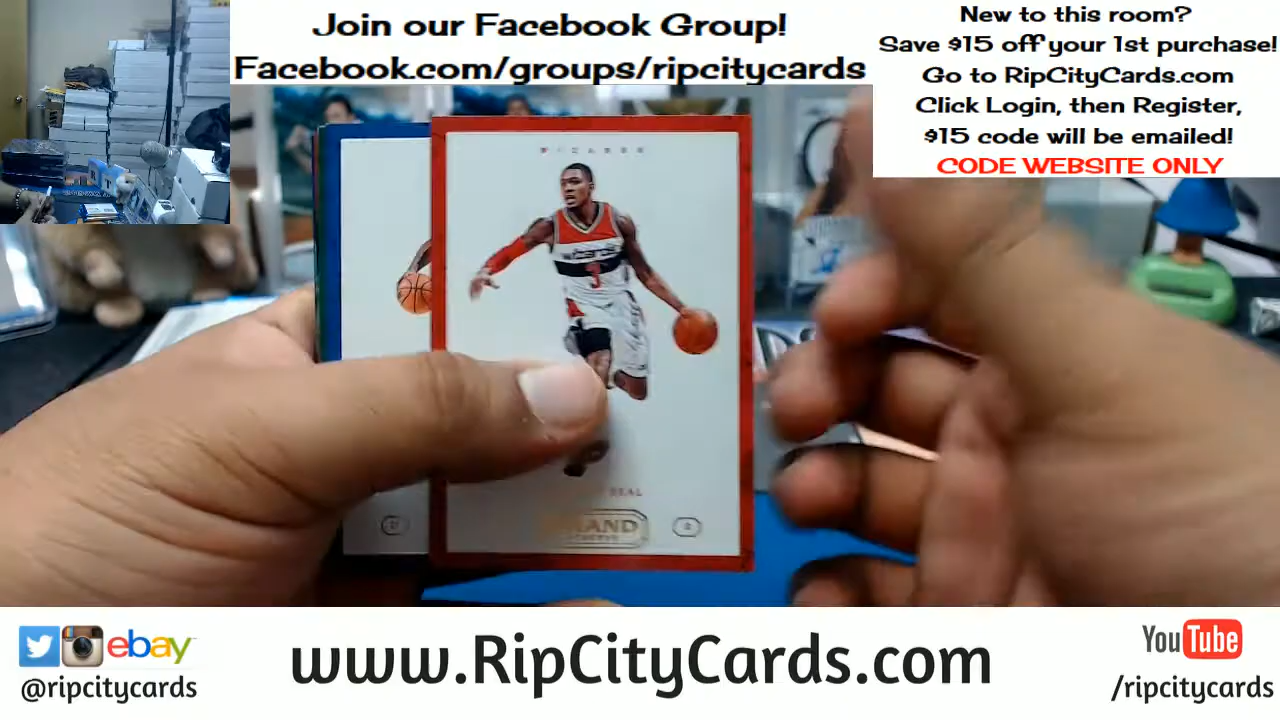 Join our Facebook Group!
Facebook.com/groups/ripcitycards
New to this room?
Save $15 off your 1st purchase!
Go to RipCityCards.com
Click Login, then Register,
$15 code will be emailed!
CODE WEBSITE ONLY
3
BEAL
ebay
@ripcitycards
www.RipCityCards.com
YouTube
/ripcitycards